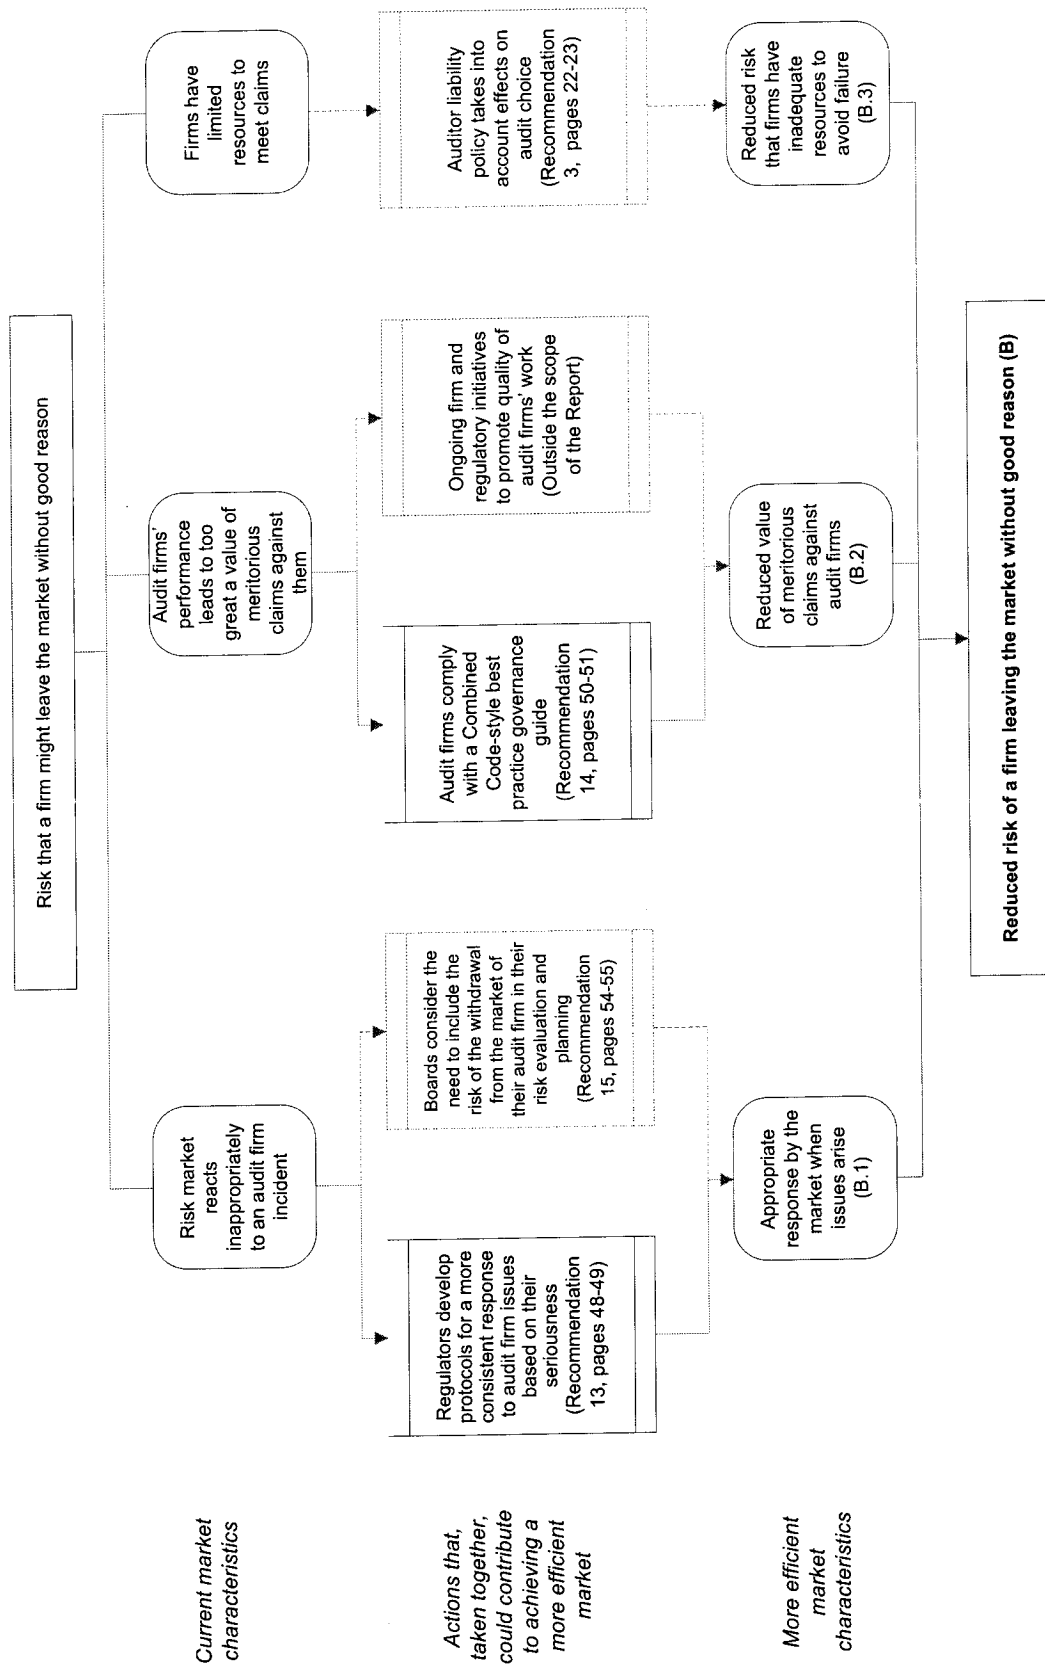 Risk that a firm might leave the market without good reason
Current market
characteristics
Risk market
reacts
inappropriately
to an audit firm
incident
Audit firms'
performance
leads to too
great a value of
meritorious
claims against
them
Firms have
limited
resources to
meet claims
Actions that,
taken together,
could contribute
to achieving a
more efficient
market
Regulators develop
protocols for a more
consistent response
to audit firm issues
based on their
seriousness
(Recommendation
13, pages 48-49)
Boards consider the
need to include the
risk of the withdrawal
from the market of
their audit firm in their
risk evaluation and
planning
(Recommendation
15, pages 54-55)
Audit firms comply
with a Combined
Code-style best
practice governance
guide
(Recommendation
14, pages 50-51)
Ongoing firm and
regulatory initiatives
to promote quality of
audit firms' work
(Outside the scope
of the Report)
Auditor liability
policy takes into
account effects on
audit choice
(Recommendation
3, pages 22-23)
More efficient
market
characteristics
Appropriate
response by the
market when
issues arise
(B.1)
Reduced value
of meritorious
claims against
audit firms
(B.2)
Reduced risk
that firms have
inadequate
resources to
avoid failure
(B.3)
Reduced risk of a firm leaving the market without good reason (B)